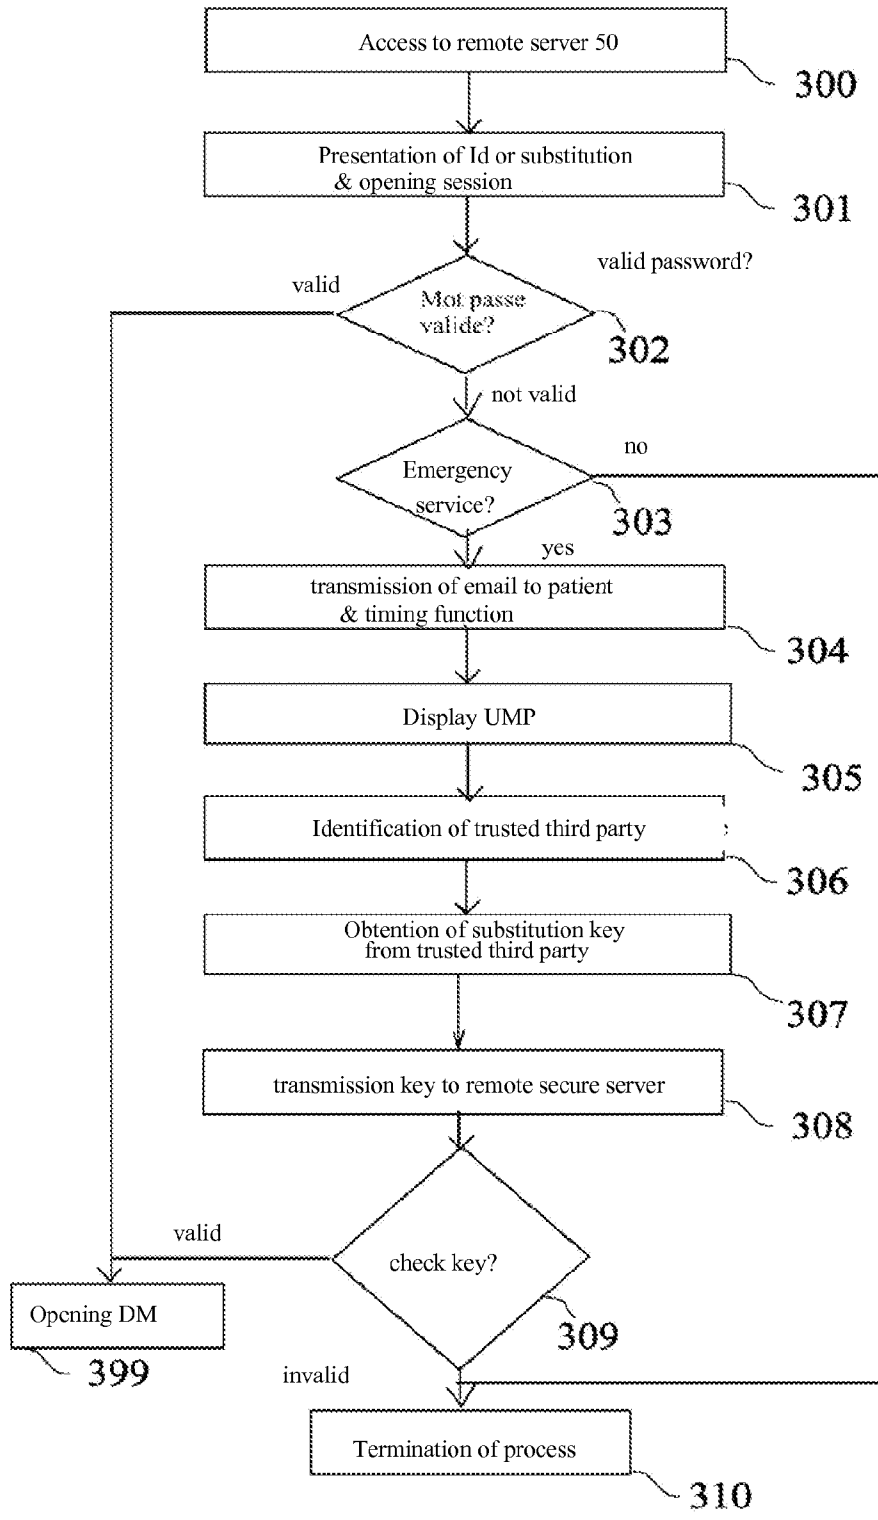 Access to remote server 50
300
Presentation of Id or substitution
& opening session
301
valid password?
valid
Mot passe
valide?
302
not valid
no
Emergency
service?
303
yes
transmission of email to patient
& timing function
304
Display UMP
305
Identification of trusted third party
306
Obtention of substitution key
from trusted third party
307
transmission key to remote secure server
308
valid
check key?
309
Opening DM
399
invalid
Termination of process
310